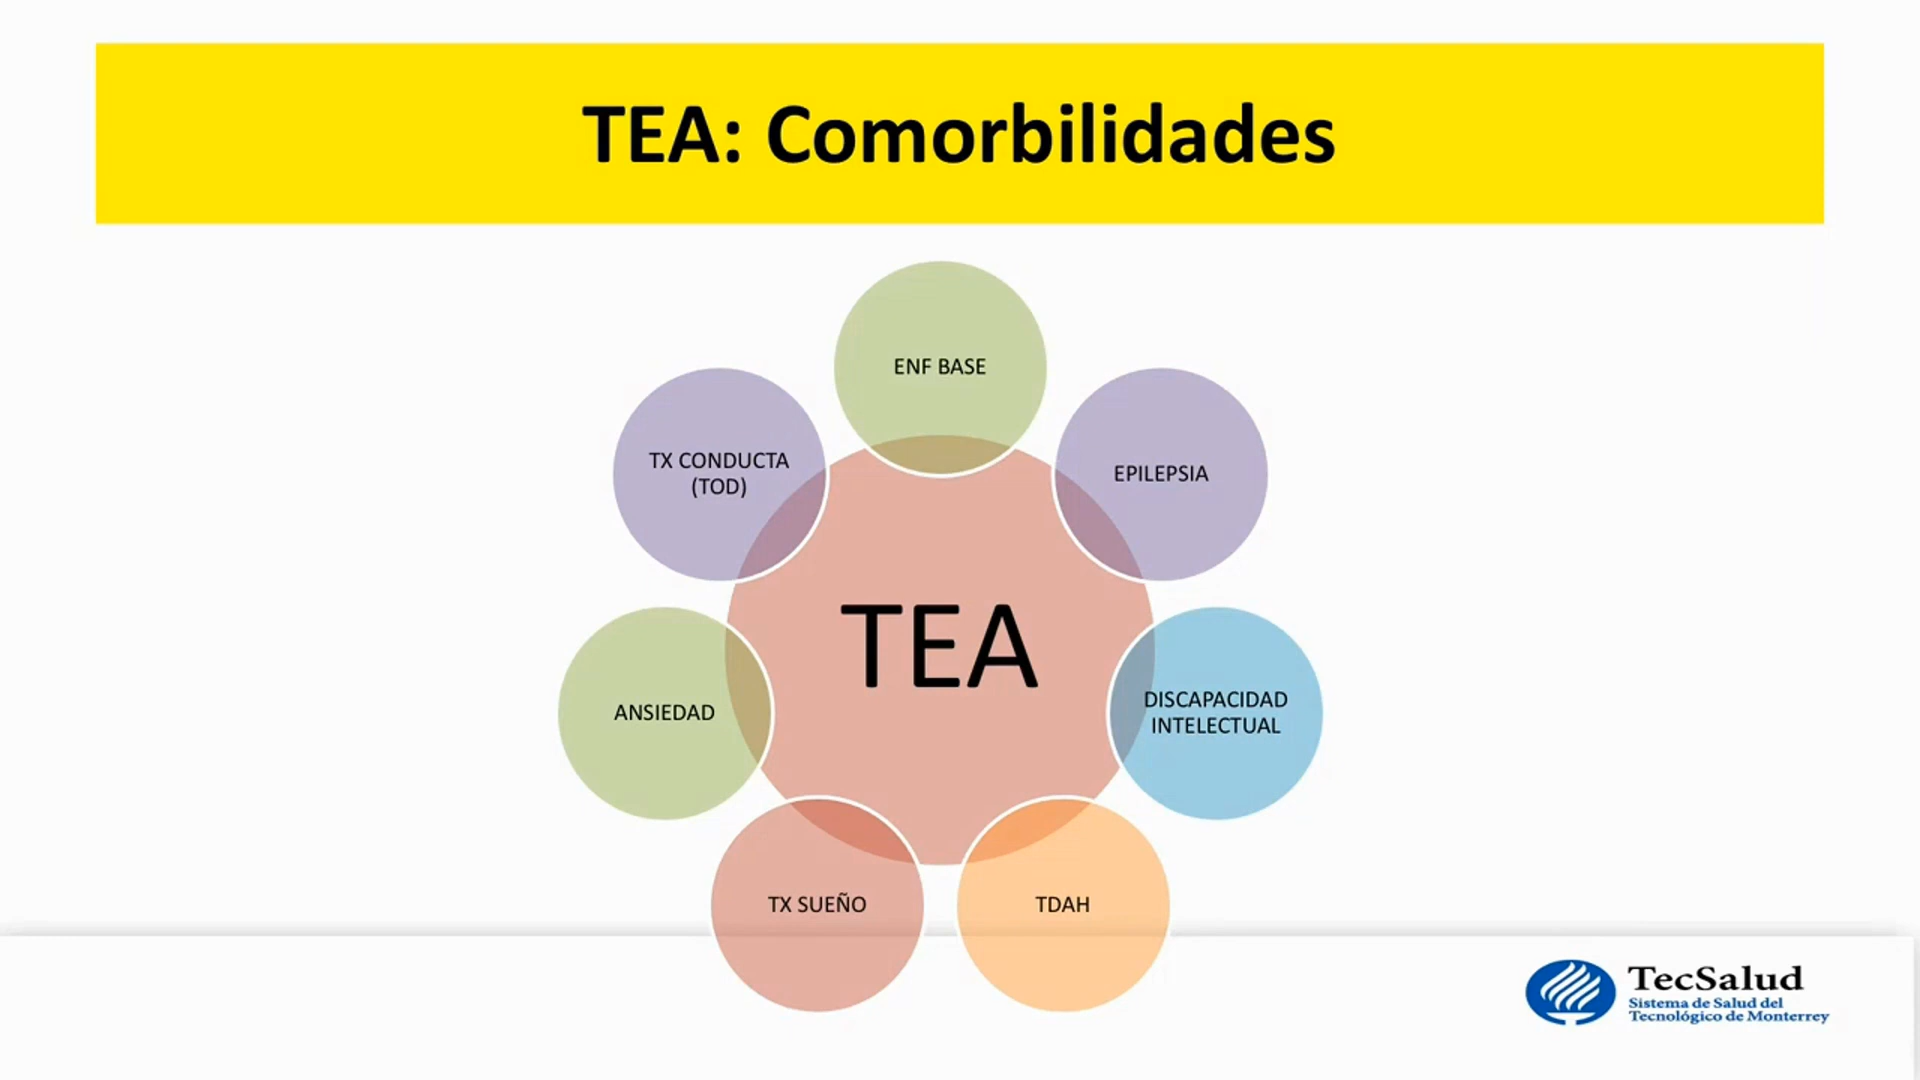 TEA: Comorbilidades
ENF BASE
TX CONDUCTA
(TOD)
EPILEPSIA
TEA
ANSIEDAD
DISCAPACIDAD
INTELECTUAL
TX SUEÑO
TDAH
TecSalud
Sistema de Salud del
Tecnológico de Monterrey